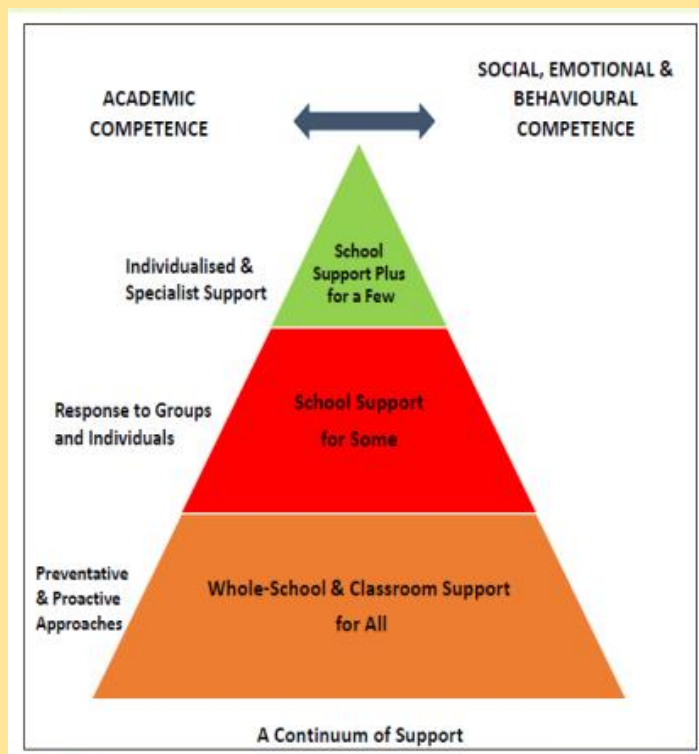 ACADEMIC
COMPETENCE
SOCIAL, EMOTIONAL &
BEHAVIOURAL
COMPETENCE
Individualised &
Specialist Support
School
Support Plus
for a Few
Response to Groups
and Individuals
School Support
for Some
Preventative
& Proactive
Approaches
Whole-School & Classroom Support
for All
A Continuum of Support